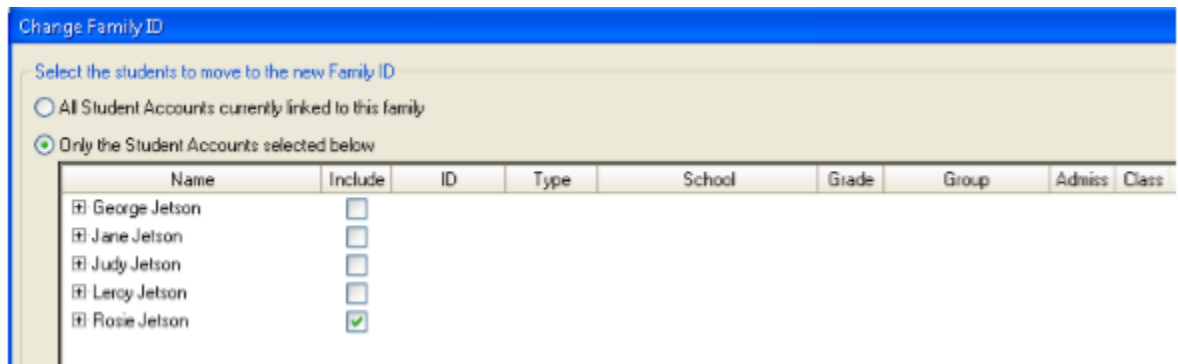 Change Family ID
Select the students to move to the new Family ID
All Student Accounts currently linked to this family
Only the Student Accounts selected below
Name Include ID Type School Grade Group Admiss Class
George Jetson
Jane Jetson
Judy Jetson
Leroy Jetson
Rosie Jetson